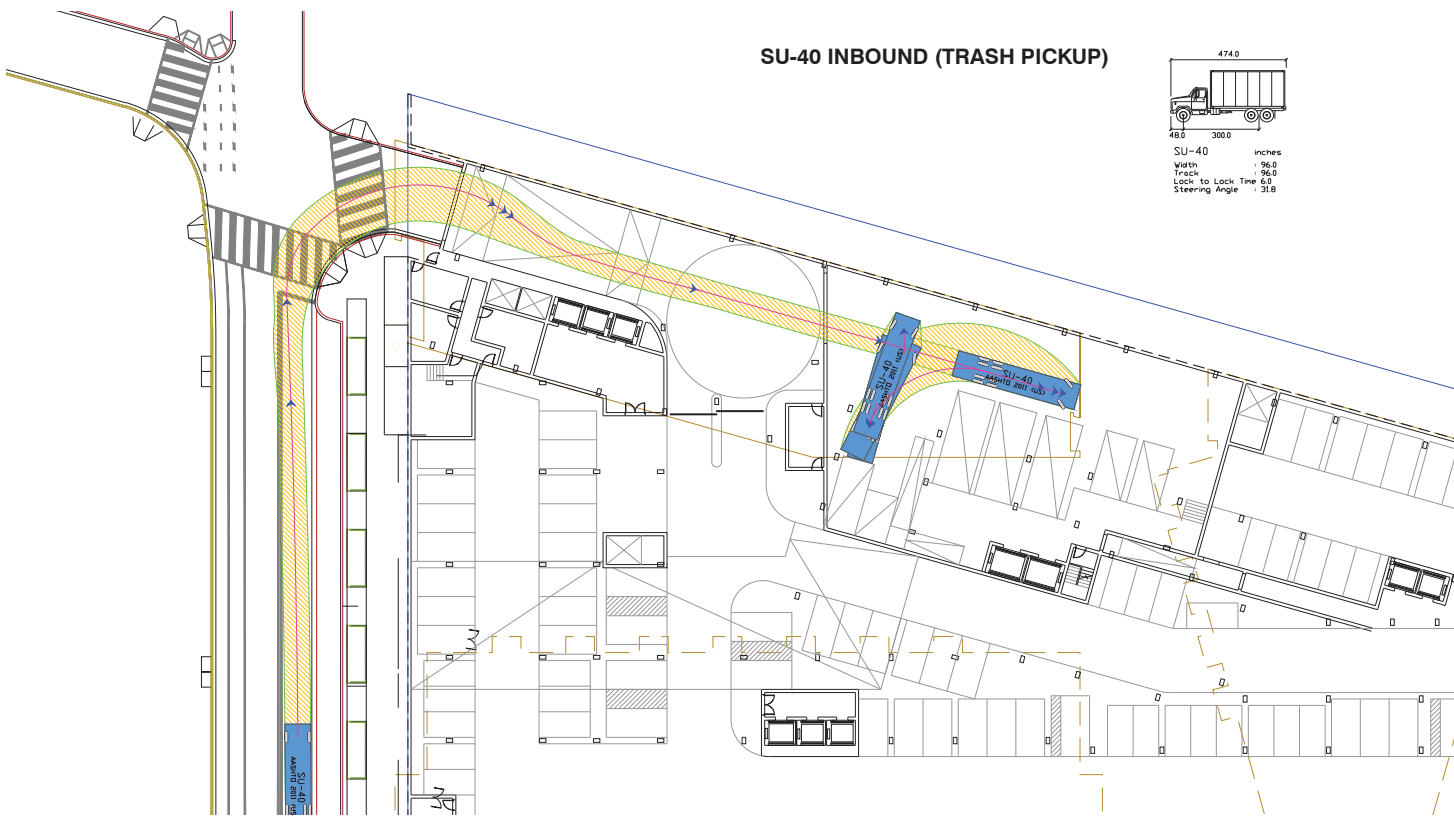 SU-40 INBOUND (TRASH PICKUP)
474.0
48.0 300.0
SU-40 inches
Width : 96.0
Track : 96.0
Lock to Lock Time : 6.0
Steering Angle : 31.8
SU-40
AASHTO 2011 (US)
SU-40
AASHTO 2011 (US)
SU-40
AASHTO 2011